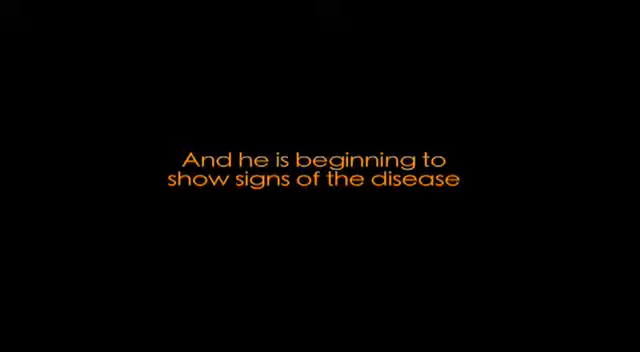 And he is beginning to
show signs of the disease